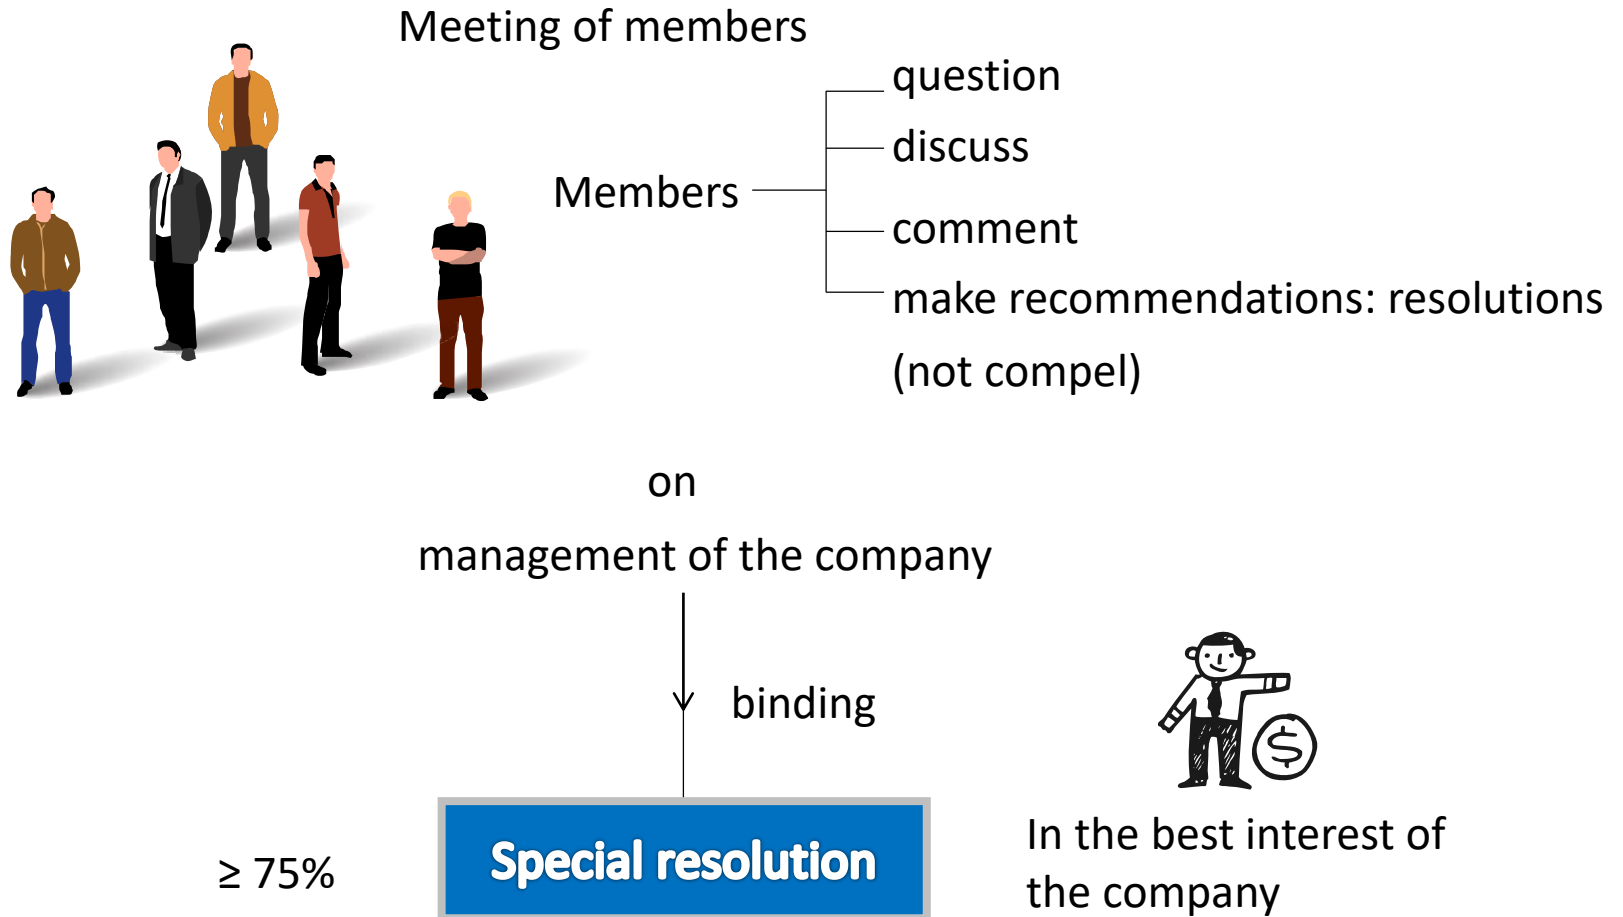 Meeting of members
question
discuss
Members
comment
make recommendations: resolutions
(not compel)
on
management of the company
binding
$
In the best interest of
the company
≥ 75%
Special resolution